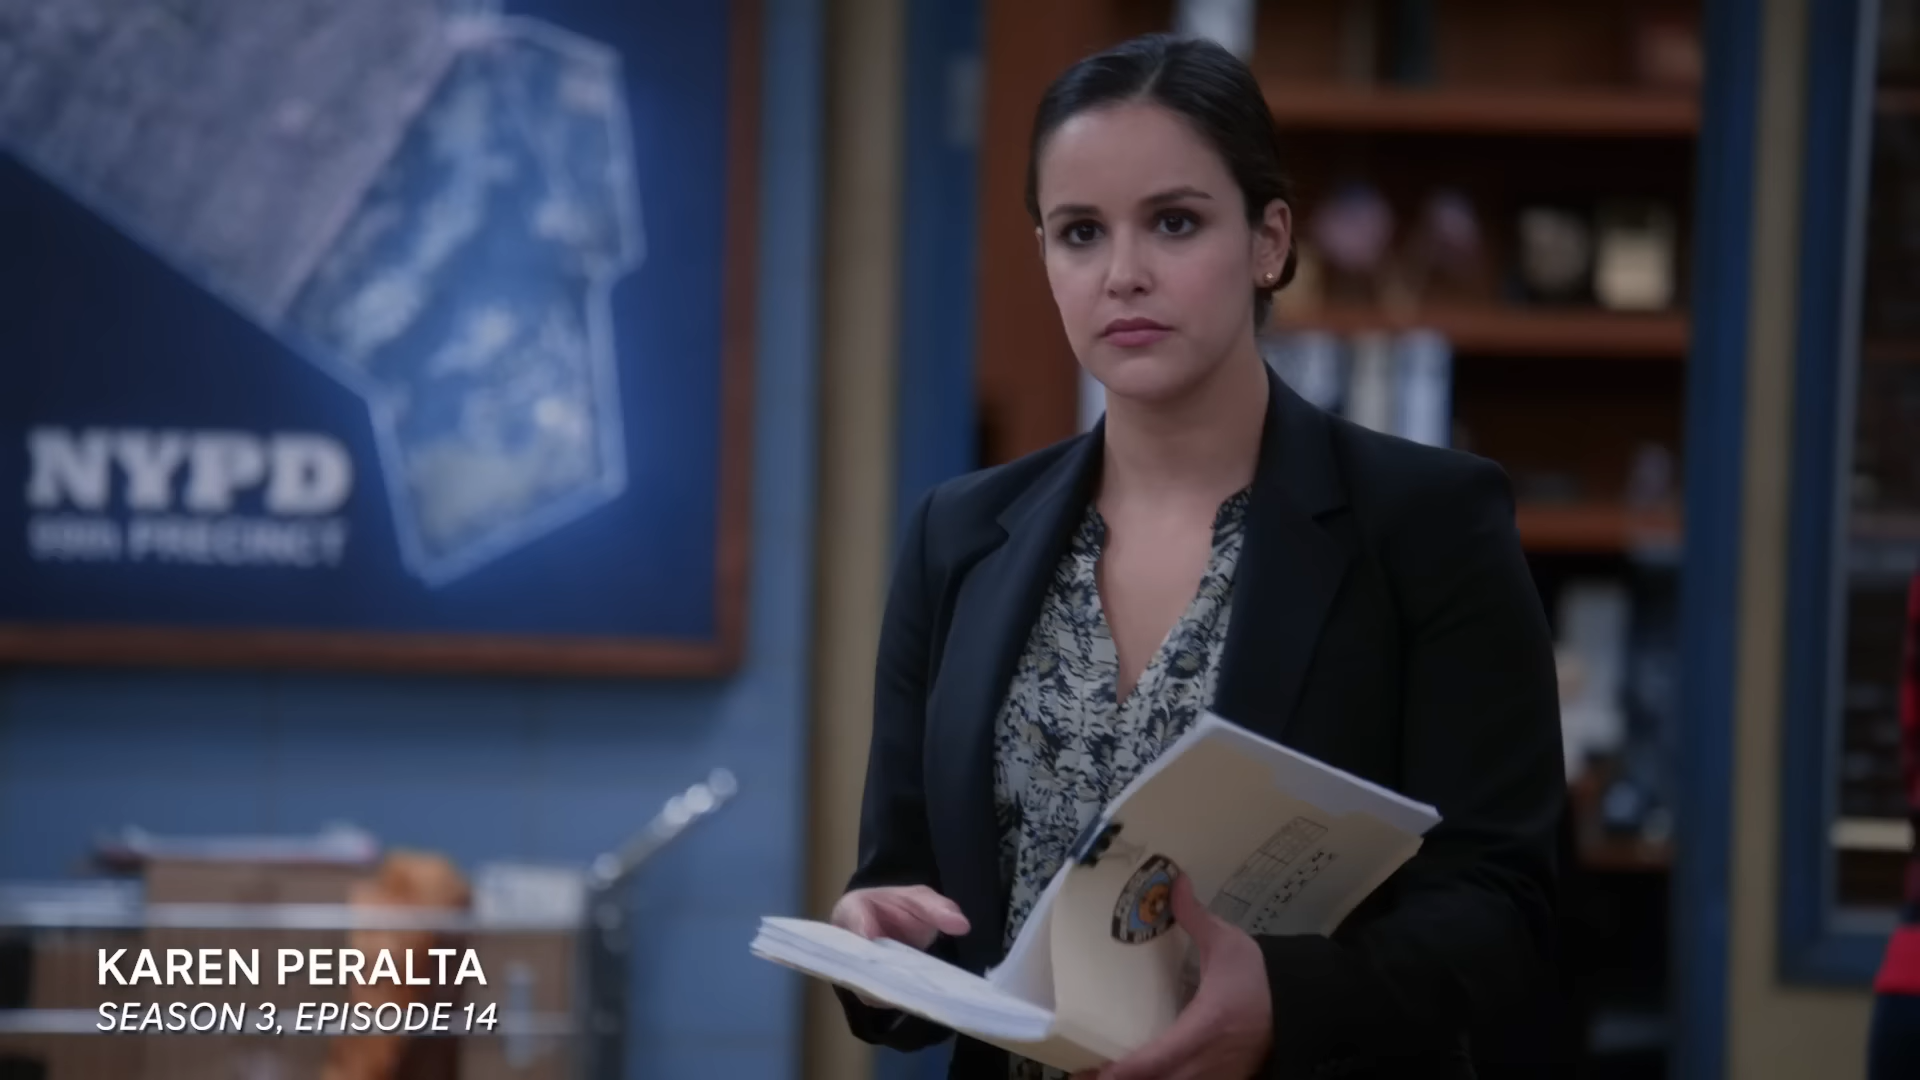 NYPD
PRECINCT
KAREN PERALTA
SEASON 3, EPISODE 14